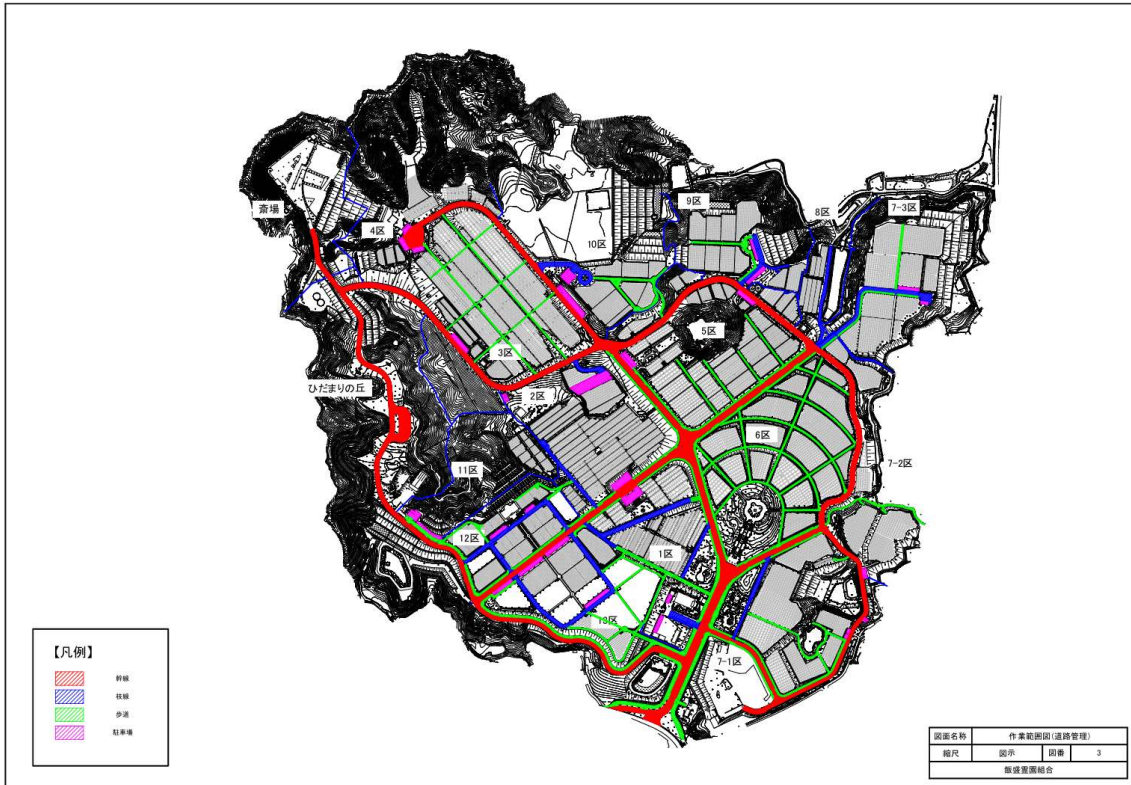 斎場
4区
9区
8区
7-3区
10区
5区
3区
ひだまりの丘
2区
6区
7-2区
11区
12区
1区
13区
7-1区
【凡例】
幹線
枝線
歩道
駐車場
図面名称 作業範囲図(道路管理)
縮尺 図示 図番 3
飯盛霊園組合